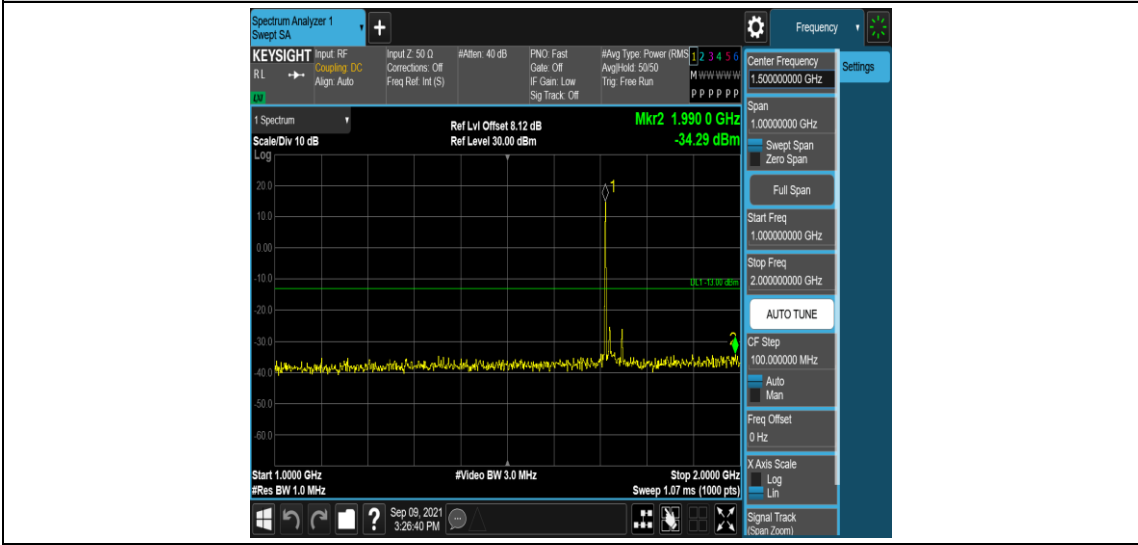 Spectrum Analyzer 1
Swept SA
+
Frequency
KEYSIGHT
RL
LNI
Input: RF
Coupling: DC
Align: Auto
Input Z: 50 Ω
Corrections: Off
Freq Ref: Int (S)
#Atten: 40 dB
PNO: Fast
Gate: Off
IF Gain: Low
Sig Track: Off
#Avg Type: Power (RMS
Avg|Hold: 50/50
Trig: Free Run
1 2 3 4 5 6
M W W W W W
P P P P P P
1 Spectrum
Scale/Div 10 dB
Log
Ref Lvl Offset 8.12 dB
Ref Level 30.00 dBm
Mkr2 1.990 0 GHz
-34.29 dBm
20.0
10.0
0.00
-10.0
-20.0
-30.0
-40.0
-50.0
-60.0
1
DL1 -13.00 dBm
2
Start 1.0000 GHz
#Res BW 1.0 MHz
#Video BW 3.0 MHz
Stop 2.0000 GHz
Sweep 1.07 ms (1000 pts)
Center Frequency
1.500000000 GHz
Settings
Span
1.00000000 GHz
Swept Span
Zero Span
Full Span
Start Freq
1.000000000 GHz
Stop Freq
2.000000000 GHz
AUTO TUNE
CF Step
100.000000 MHz
Auto
Man
Freq Offset
0 Hz
X Axis Scale
Log
Lin
Signal Track
(Span Zoom)
?
Sep 09, 2021
3:26:40 PM